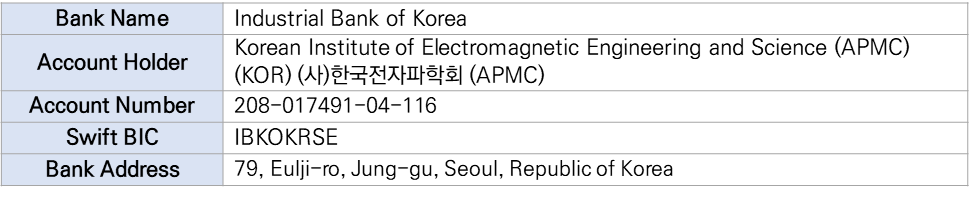 Bank Name Industrial Bank of Korea
Account Holder Korean Institute of Electromagnetic Engineering and Science (APMC)
(KOR) (사)한국전자파학회 (APMC)
Account Number 208-017491-04-116
Swift BIC IBKOKRSE
Bank Address 79, Eulji-ro, Jung-gu, Seoul, Republic of Korea